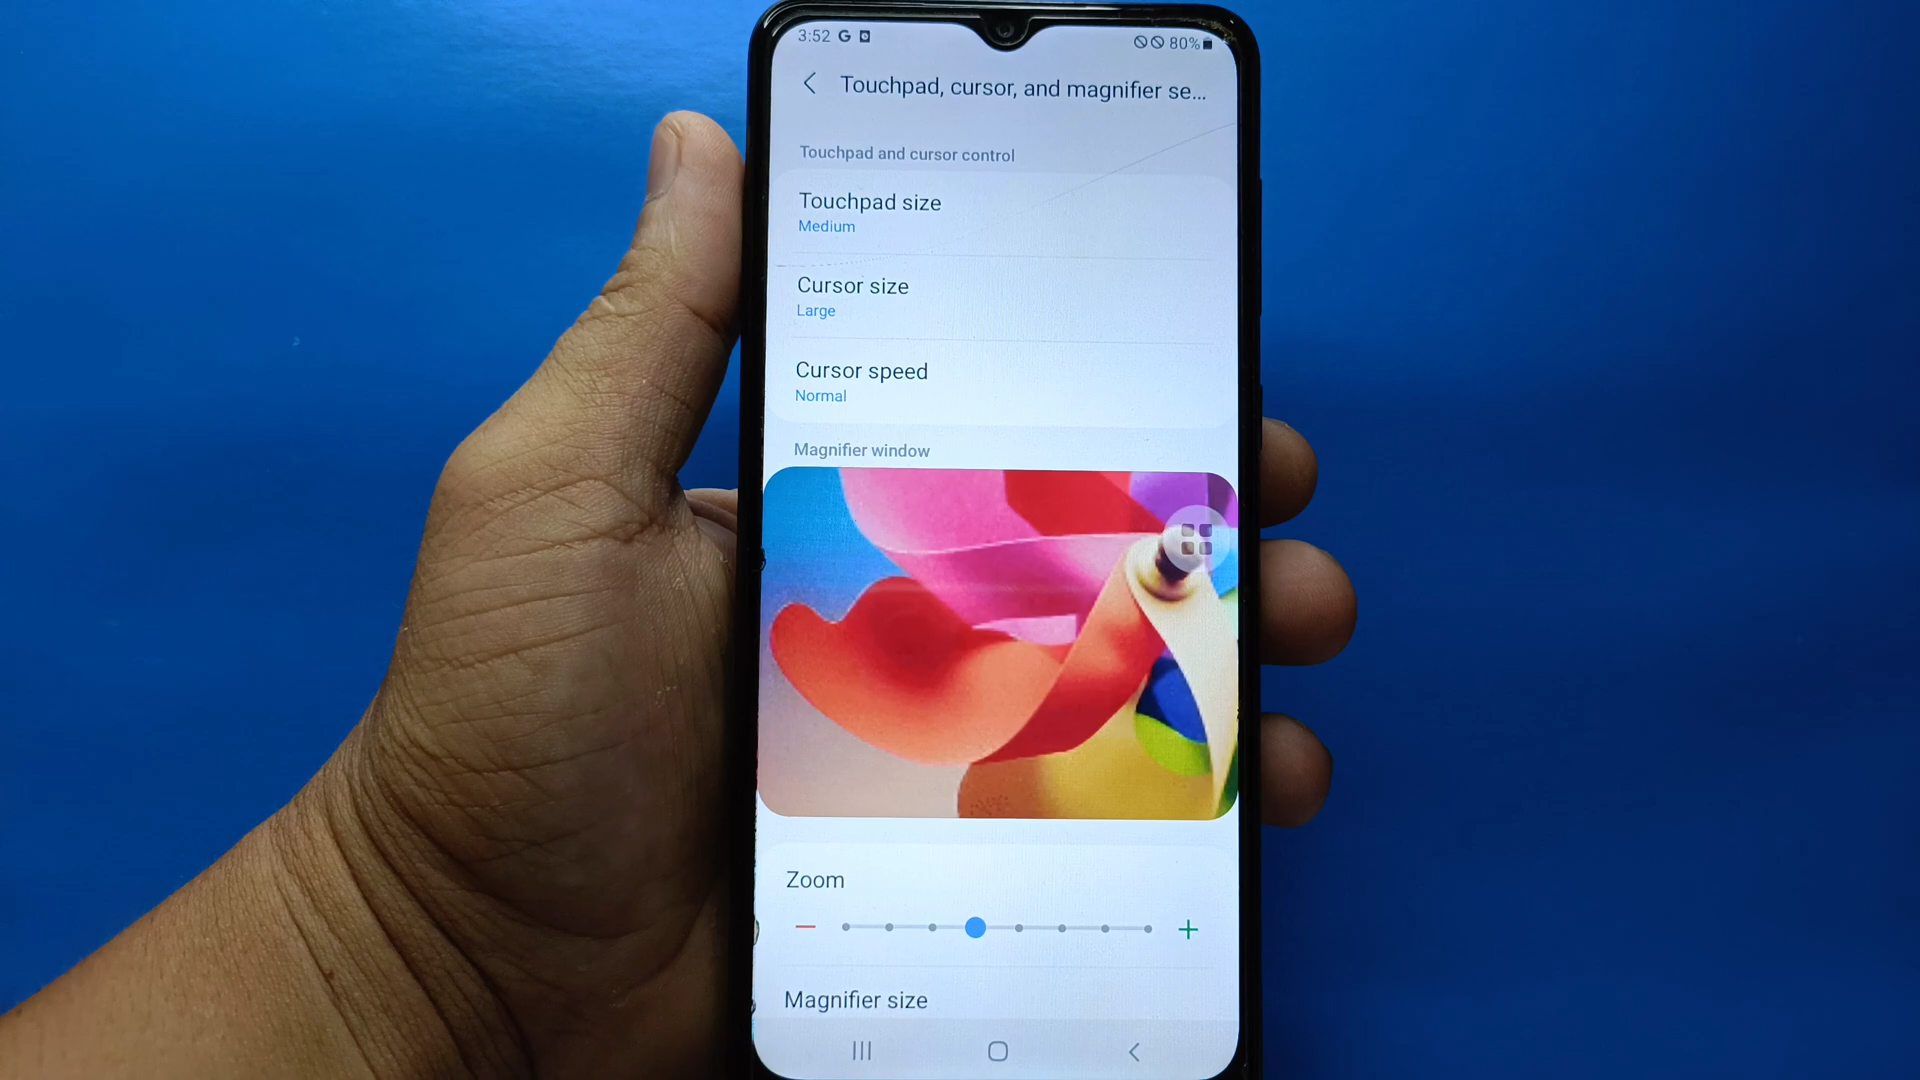 3:52 G
80%
Touchpad, cursor, and magnifier se...
Touchpad and cursor control
Touchpad size
Medium
Cursor size
Large
Cursor speed
Normal
Magnifier window
Zoom
Magnifier size